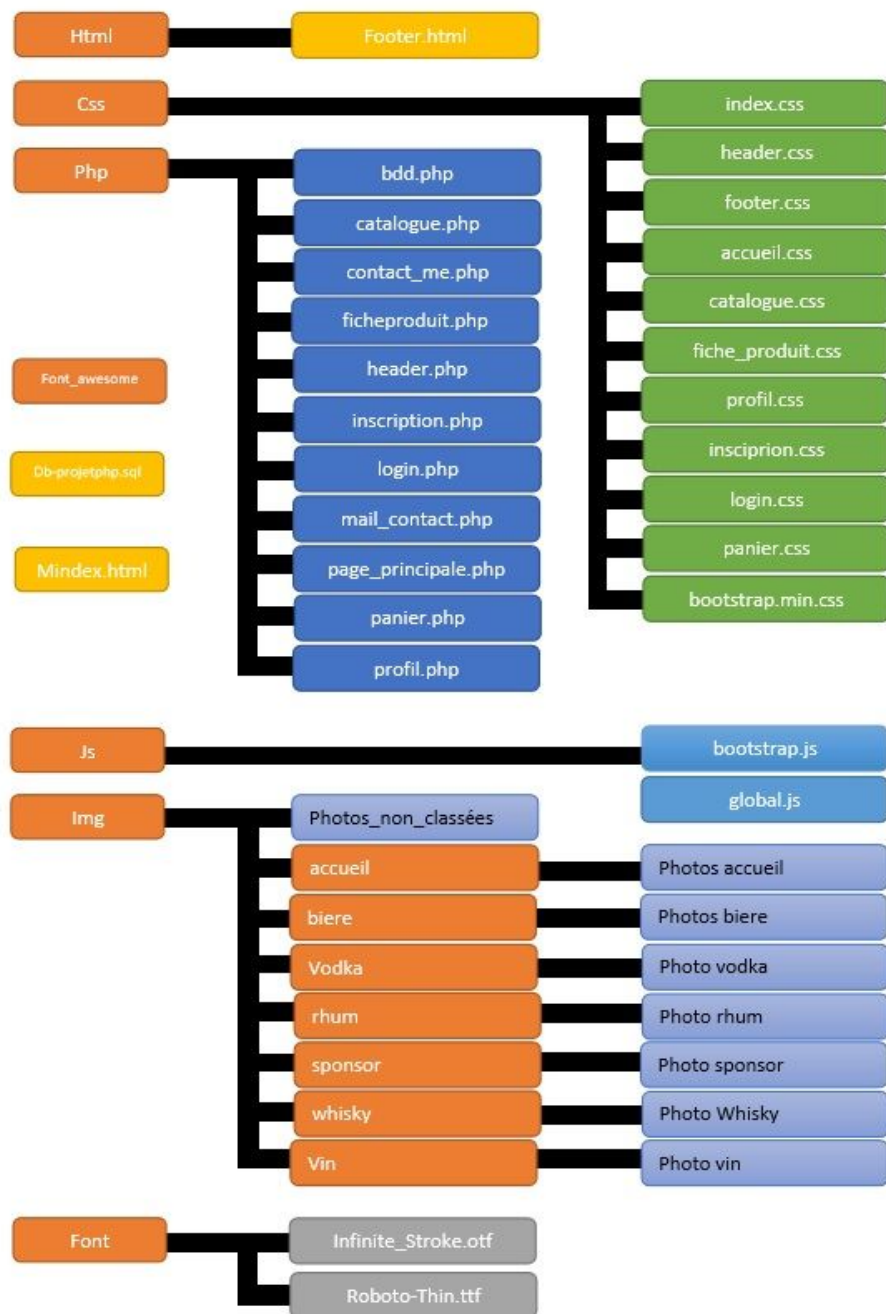 Html
Footer.html
Css
index.css
header.css
footer.css
accueil.css
catalogue.css
fiche_produit.css
profil.css
insciprion.css
login.css
panier.css
bootstrap.min.css
Php
bdd.php
catalogue.php
contact_me.php
ficheproduit.php
header.php
inscription.php
login.php
mail_contact.php
page_principale.php
panier.php
profil.php
Font_awesome
Db-projetphp.sql
Mindex.html
Js
bootstrap.js
global.js
Img
Photos_non_classées
accueil
Photos accueil
biere
Photos biere
Vodka
Photo vodka
rhum
Photo rhum
sponsor
Photo sponsor
whisky
Photo Whisky
Vin
Photo vin
Font
Infinite_Stroke.otf
Roboto-Thin.ttf